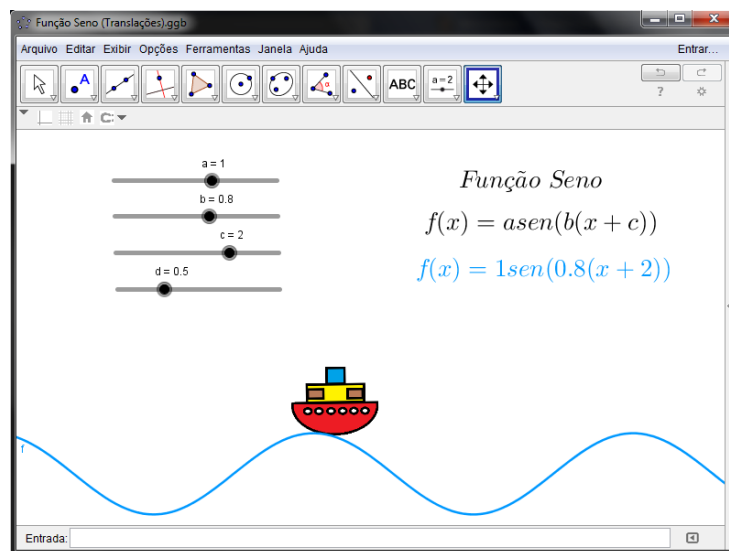 Função Seno (Translações).ggb
Arquivo Editar Exibir Opções Ferramentas Janela Ajuda Entrar...
A α ABC a=2
?
a = 1
b = 0.8
c = 2
d = 0.5
Função Seno
f(x) = asen(b(x + c))
f(x) = 1sen(0.8(x + 2))
f
Entrada: